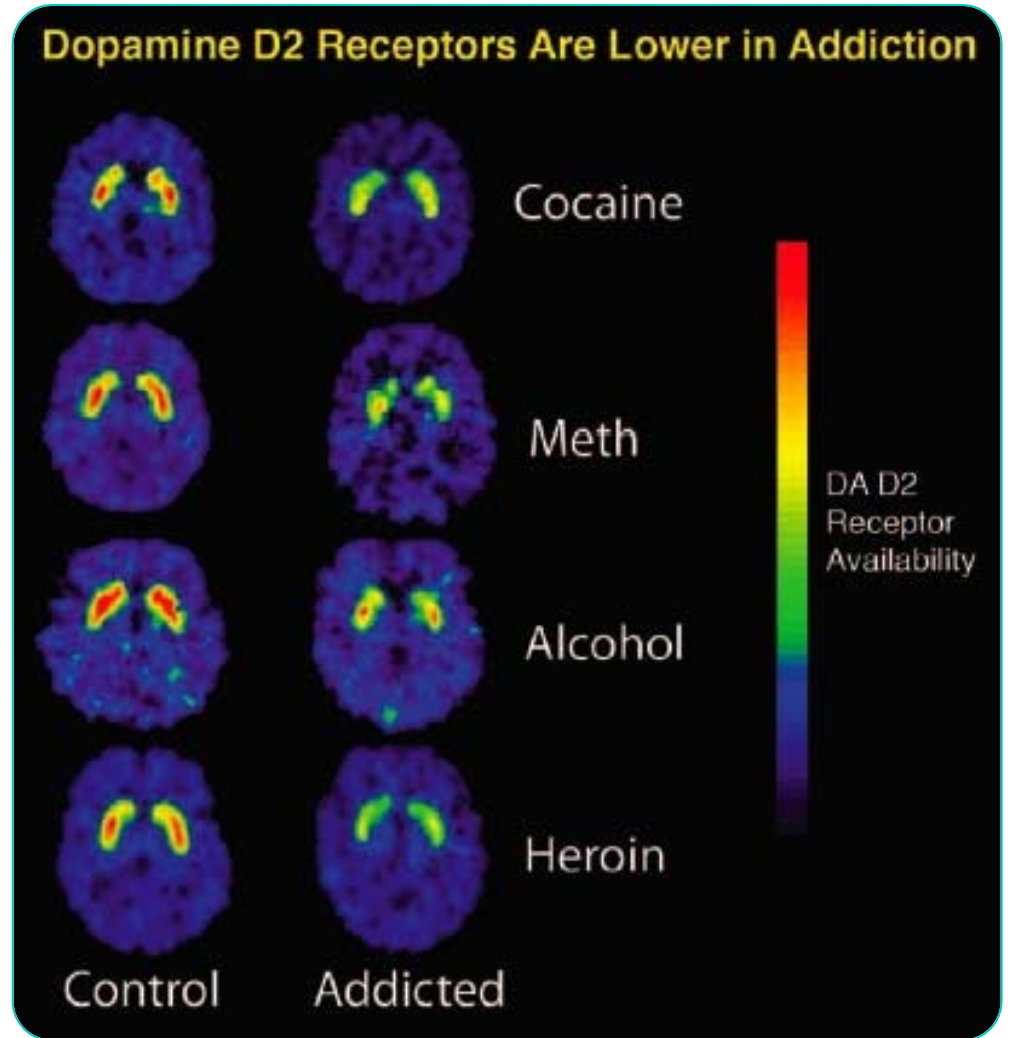 Dopamine D2 Receptors Are Lower in Addiction
Cocaine
Meth
DA D2
Receptor
Availability
Alcohol
Heroin
Control Addicted